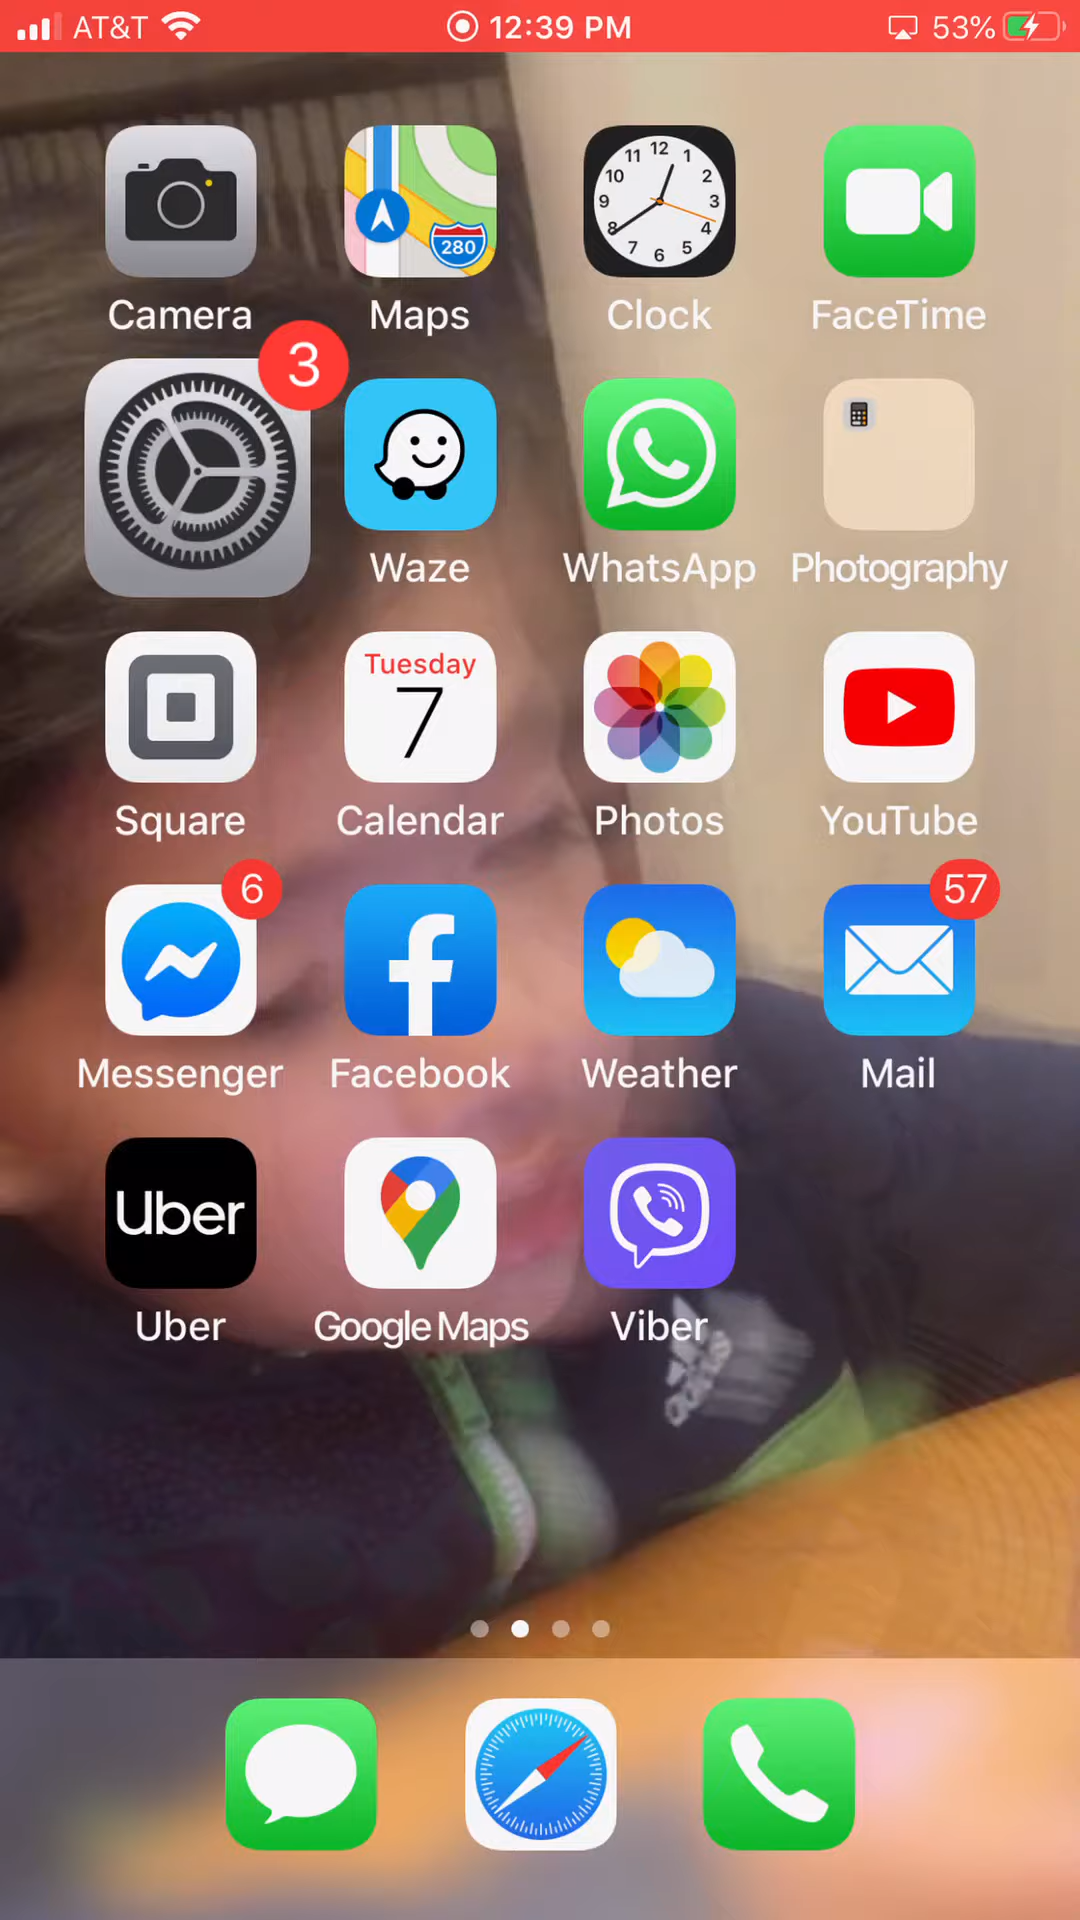 AT&T 12:39 PM 53%
12 1 2 3 4 5 6 7 8 9 10 11
280
Camera Maps Clock FaceTime
3
Waze WhatsApp Photography
Tuesday
7
Square Calendar Photos YouTube
6 57
Messenger Facebook Weather Mail
Uber
Uber Google Maps Viber
adidas